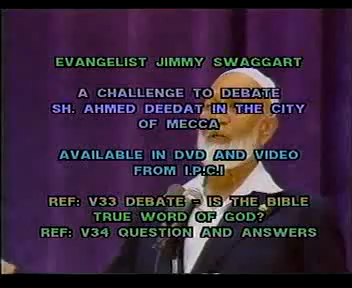 EVANGELIST JIMMY SWAGGART
A CHALLENGE TO DEBATE
SH. AHMED DEEDAT IN THE CITY
OF MECCA
AVAILABLE IN DVD AND VIDEO
FROM I.P.C.I
REF: V33 DEBATE - IS THE BIBLE
TRUE WORD OF GOD?
REF: V34 QUESTION AND ANSWERS